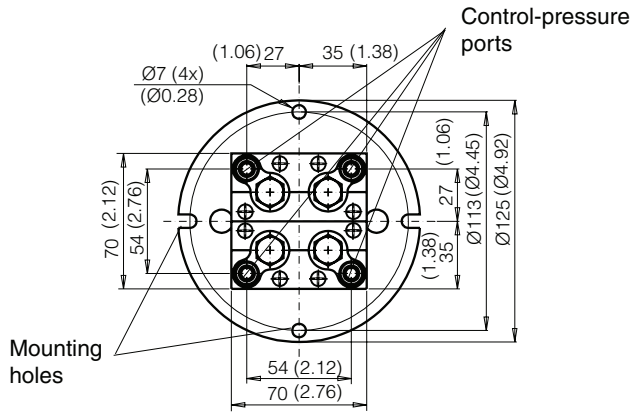 Control-pressure
ports
(1.06) 27
35 (1.38)
Ø7 (4x)
(Ø0.28)
70 (2.12)
54 (2.76)
27 (1.06)
35 (1.38)
Ø113 (Ø4.45)
Ø125 (Ø4.92)
Mounting
holes
54 (2.12)
70 (2.76)